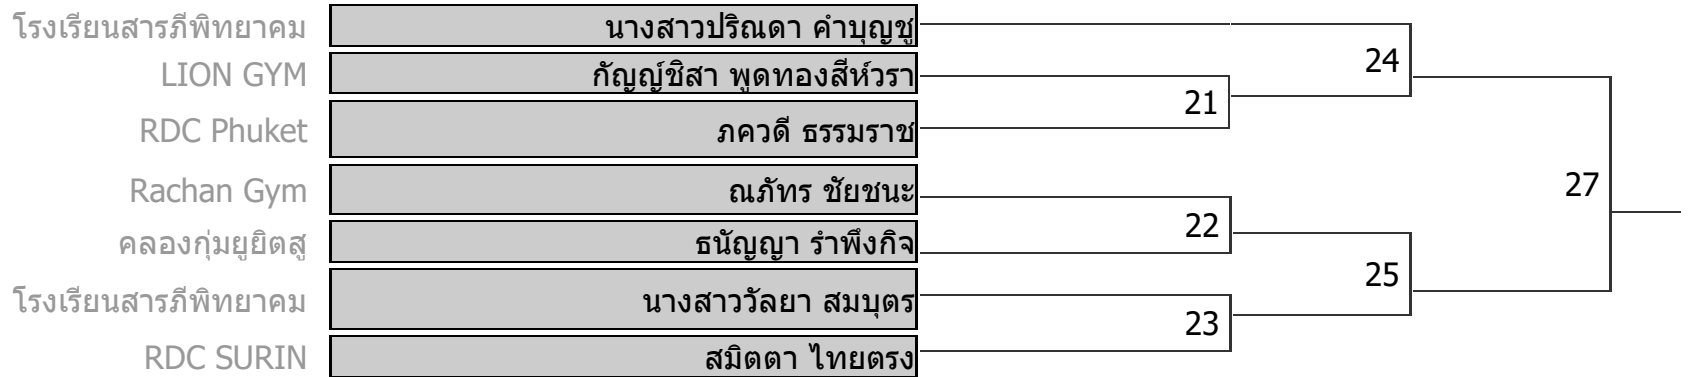 โรงเรียนสารภีพิทยาคม นางสาวปริณดา คำบุญชู
24
LION GYM กัญญ์ชิสา พูดทองสีห์วรา
21
RDC Phuket ภควดี ธรรมราช
27
Rachan Gym ณภัทร ชัยชนะ
22
คลองกุ่มยูยิตสู ธนัญญา รำพึงกิจ
25
โรงเรียนสารภีพิทยาคม นางสาววัลยา สมบุตร
23
RDC SURIN สมิตตา ไทยตรง